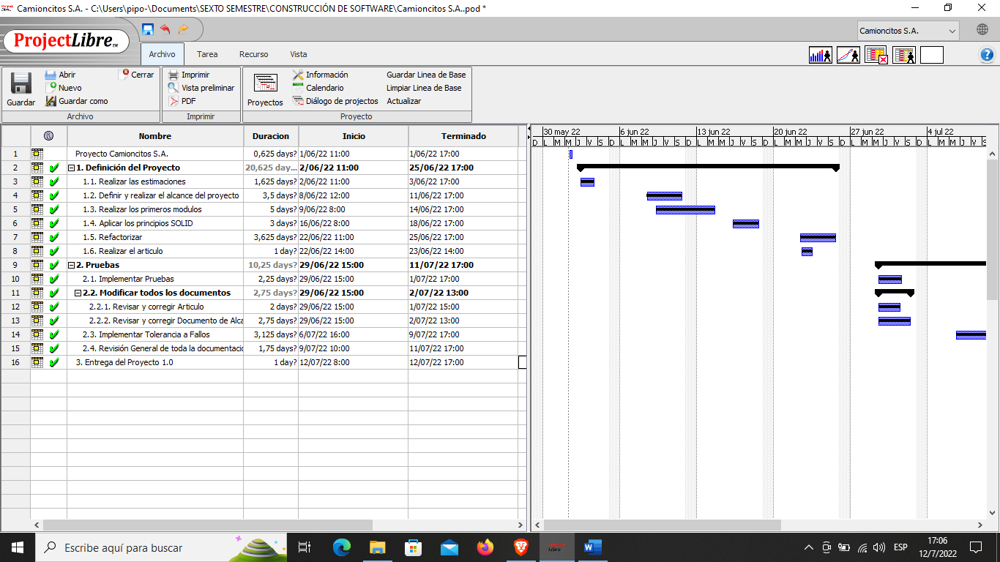 Camioncitos S.A. - C:\Users\pipo-\Documents\SEXTO SEMESTRE\CONSTRUCCIÓN DE SOFTWARE\Camioncitos S.A..pod *
ProjectLibre™
Camioncitos S.A.
Archivo Tarea Recurso Vista
Guardar
Abrir
Nuevo
Guardar como
Cerrar
Archivo
Imprimir
Vista preliminar
PDF
Imprimir
Proyectos
Información
Calendario
Diálogo de projectos
Guardar Linea de Base
Limpiar Linea de Base
Actualizar
Proyecto
Nombre Duracion Inicio Terminado
1 Proyecto Camioncitos S.A. 0,625 days? 1/06/22 11:00 1/06/22 17:00
2 1. Definición del Proyecto 20,625 day... 2/06/22 11:00 25/06/22 17:00
3 1.1. Realizar las estimaciones 1,625 days? 2/06/22 11:00 3/06/22 17:00
4 1.2. Definir y realizar el alcance del proyecto 3,5 days? 8/06/22 12:00 11/06/22 17:00
5 1.3. Realizar los primeros modulos 5 days? 9/06/22 8:00 14/06/22 17:00
6 1.4. Aplicar los principios SOLID 3 days? 16/06/22 8:00 18/06/22 17:00
7 1.5. Refactorizar 3,625 days? 22/06/22 11:00 25/06/22 17:00
8 1.6. Realizar el articulo 1 day? 22/06/22 14:00 23/06/22 14:00
9 2. Pruebas 10,25 days? 29/06/22 15:00 11/07/22 17:00
10 2.1. Implementar Pruebas 2,25 days? 29/06/22 15:00 1/07/22 17:00
11 2.2. Modificar todos los documentos 2,75 days? 29/06/22 15:00 2/07/22 13:00
12 2.2.1. Revisar y corregir Articulo 2 days? 29/06/22 15:00 1/07/22 15:00
13 2.2.2. Revisar y corregir Documento de Alca 2,75 days? 29/06/22 15:00 2/07/22 13:00
14 2.3. Implementar Tolerancia a Fallos 3,125 days? 6/07/22 16:00 9/07/22 17:00
15 2.4. Revisión General de toda la documentació 1,75 days? 9/07/22 10:00 11/07/22 17:00
16 3. Entrega del Proyecto 1.0 1 day? 12/07/22 8:00 12/07/22 17:00
30 may 22 6 jun 22 13 jun 22 20 jun 22 27 jun 22 4 jul 22
D L M M J V S D L M M J V S D L M M J V S D L M M J V S D L M M J V S D L M M J V S
Escribe aquí para buscar
ESP
17:06
12/7/2022